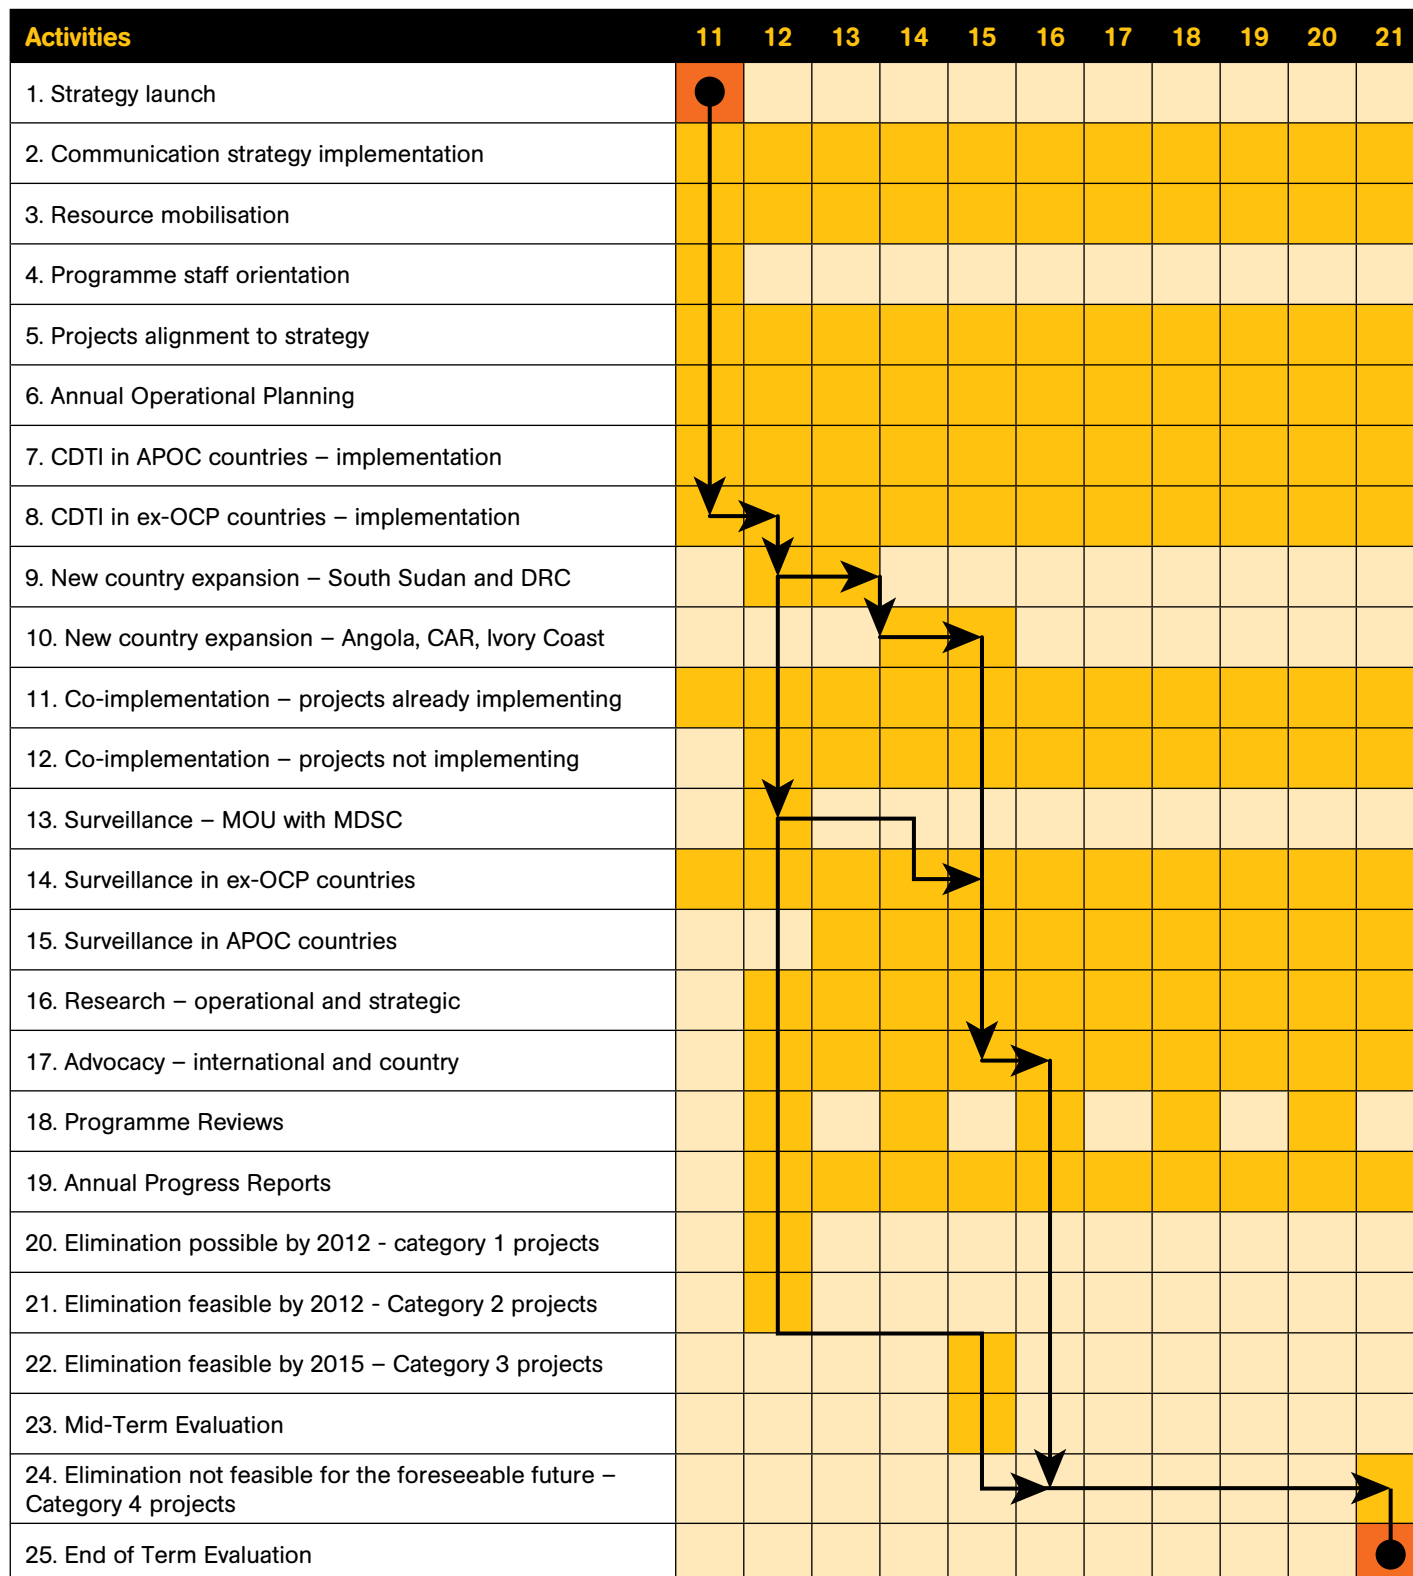 Activities 11 12 13 14 15 16 17 18 19 20 21
1. Strategy launch
2. Communication strategy implementation
3. Resource mobilisation
4. Programme staff orientation
5. Projects alignment to strategy
6. Annual Operational Planning
7. CDTI in APOC countries – implementation
8. CDTI in ex-OCP countries – implementation
9. New country expansion – South Sudan and DRC
10. New country expansion – Angola, CAR, Ivory Coast
11. Co-implementation – projects already implementing
12. Co-implementation – projects not implementing
13. Surveillance – MOU with MDSC
14. Surveillance in ex-OCP countries
15. Surveillance in APOC countries
16. Research – operational and strategic
17. Advocacy – international and country
18. Programme Reviews
19. Annual Progress Reports
20. Elimination possible by 2012 - category 1 projects
21. Elimination feasible by 2012 - Category 2 projects
22. Elimination feasible by 2015 – Category 3 projects
23. Mid-Term Evaluation
24. Elimination not feasible for the foreseeable future –
Category 4 projects
25. End of Term Evaluation